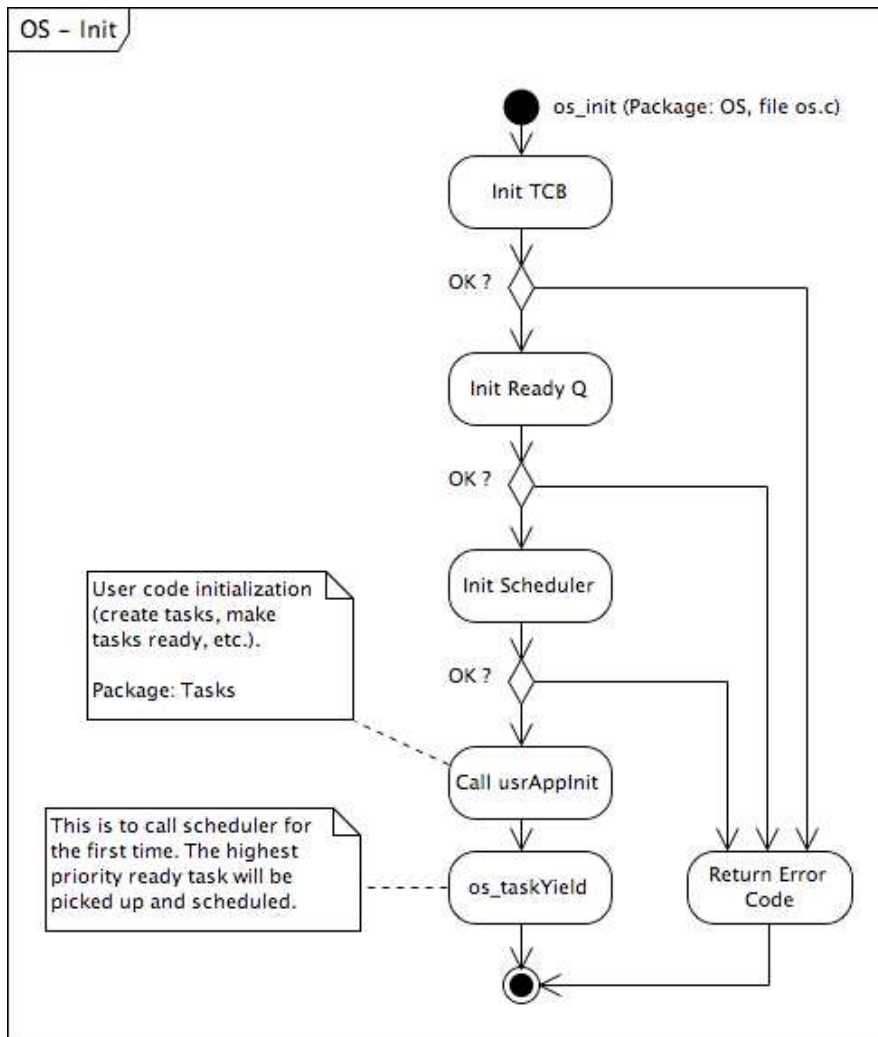 OS – Init
os_init (Package: OS, file os.c)
Init TCB
OK ?
Init Ready Q
OK ?
Init Scheduler
User code initialization
(create tasks, make
tasks ready, etc.).
Package: Tasks
OK ?
Call usrAppInit
This is to call scheduler for
the first time. The highest
priority ready task will be
picked up and scheduled.
os_taskYield
Return Error
Code